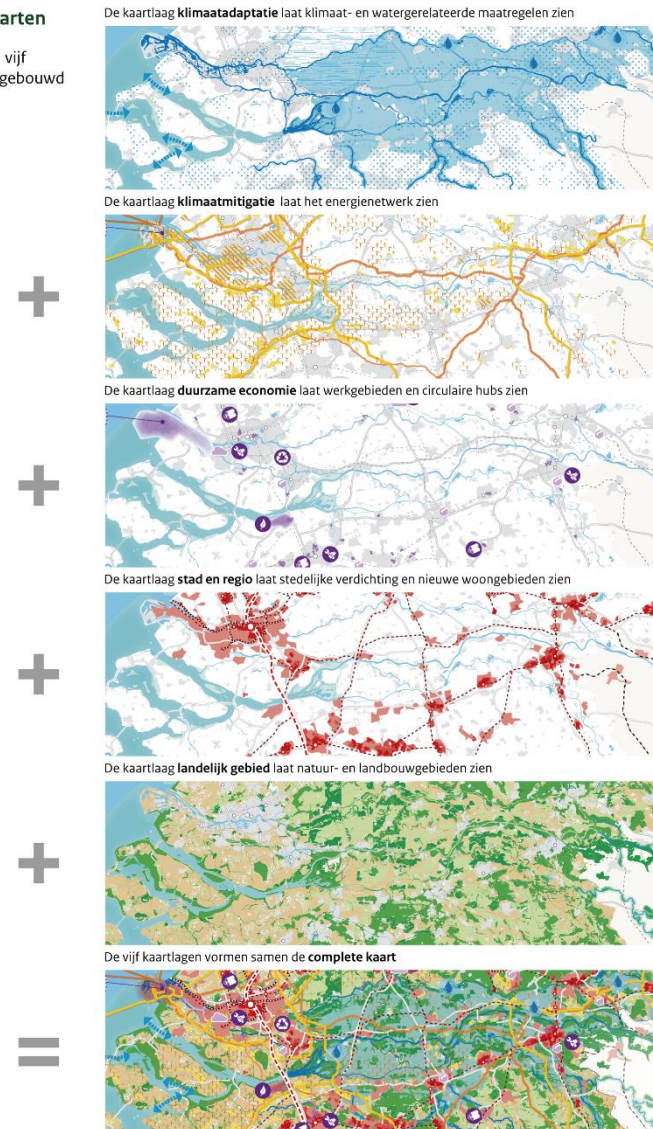 arten
vijf
gebouwd
De kaartlaag klimaatadaptatie laat klimaat- en watergerelateerde maatregelen zien
+
De kaartlaag klimaatmitigatie laat het energienetwerk zien
+
De kaartlaag duurzame economie laat werkgebieden en circulaire hubs zien
+
De kaartlaag stad en regio laat stedelijke verdichting en nieuwe woongebieden zien
+
De kaartlaag landelijk gebied laat natuur- en landbouwgebieden zien
=
De vijf kaartlagen vormen samen de complete kaart